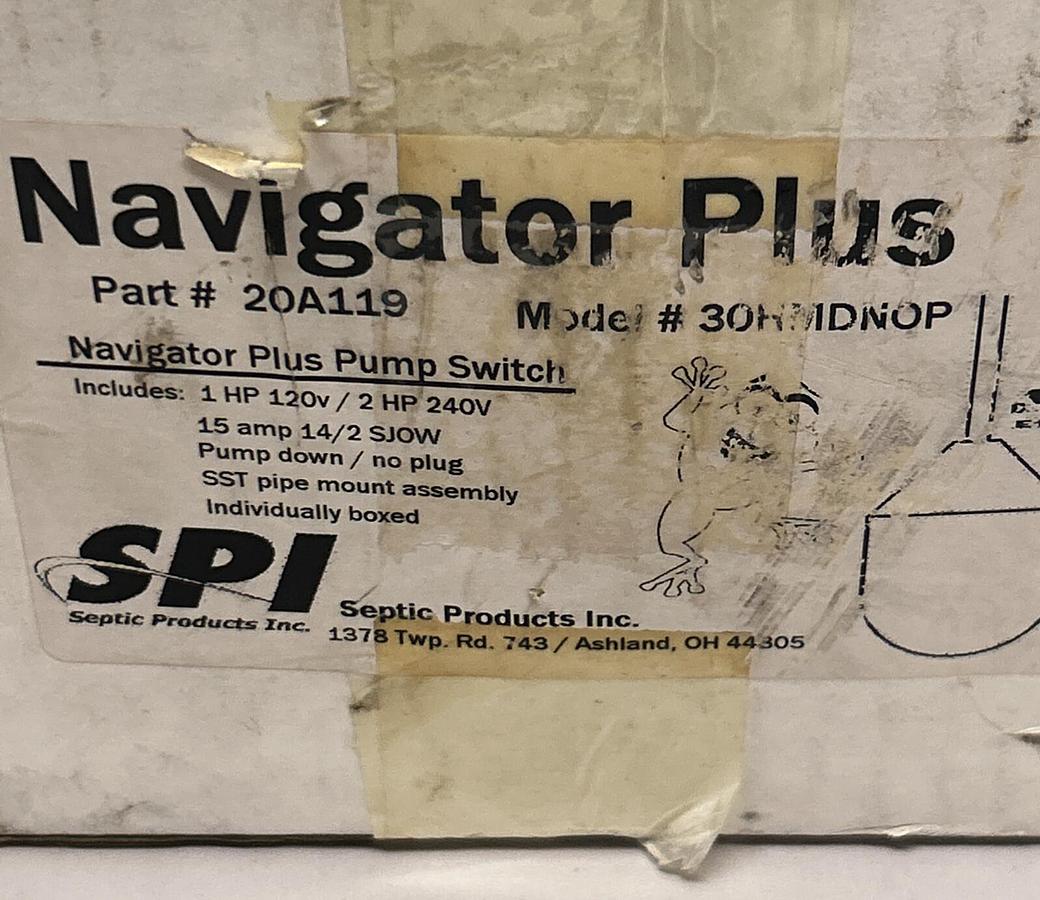 Navigator Plus
Part # 20A119
Model # 30HMDNOP
Navigator Plus Pump Switch
Includes: 1 HP 120v / 2 HP 240V
15 amp 14/2 SJOW
Pump down / no plug
SST pipe mount assembly
Individually boxed
SPI
Septic Products Inc.
Septic Products Inc.
1378 Twp. Rd. 743 / Ashland, OH 44805